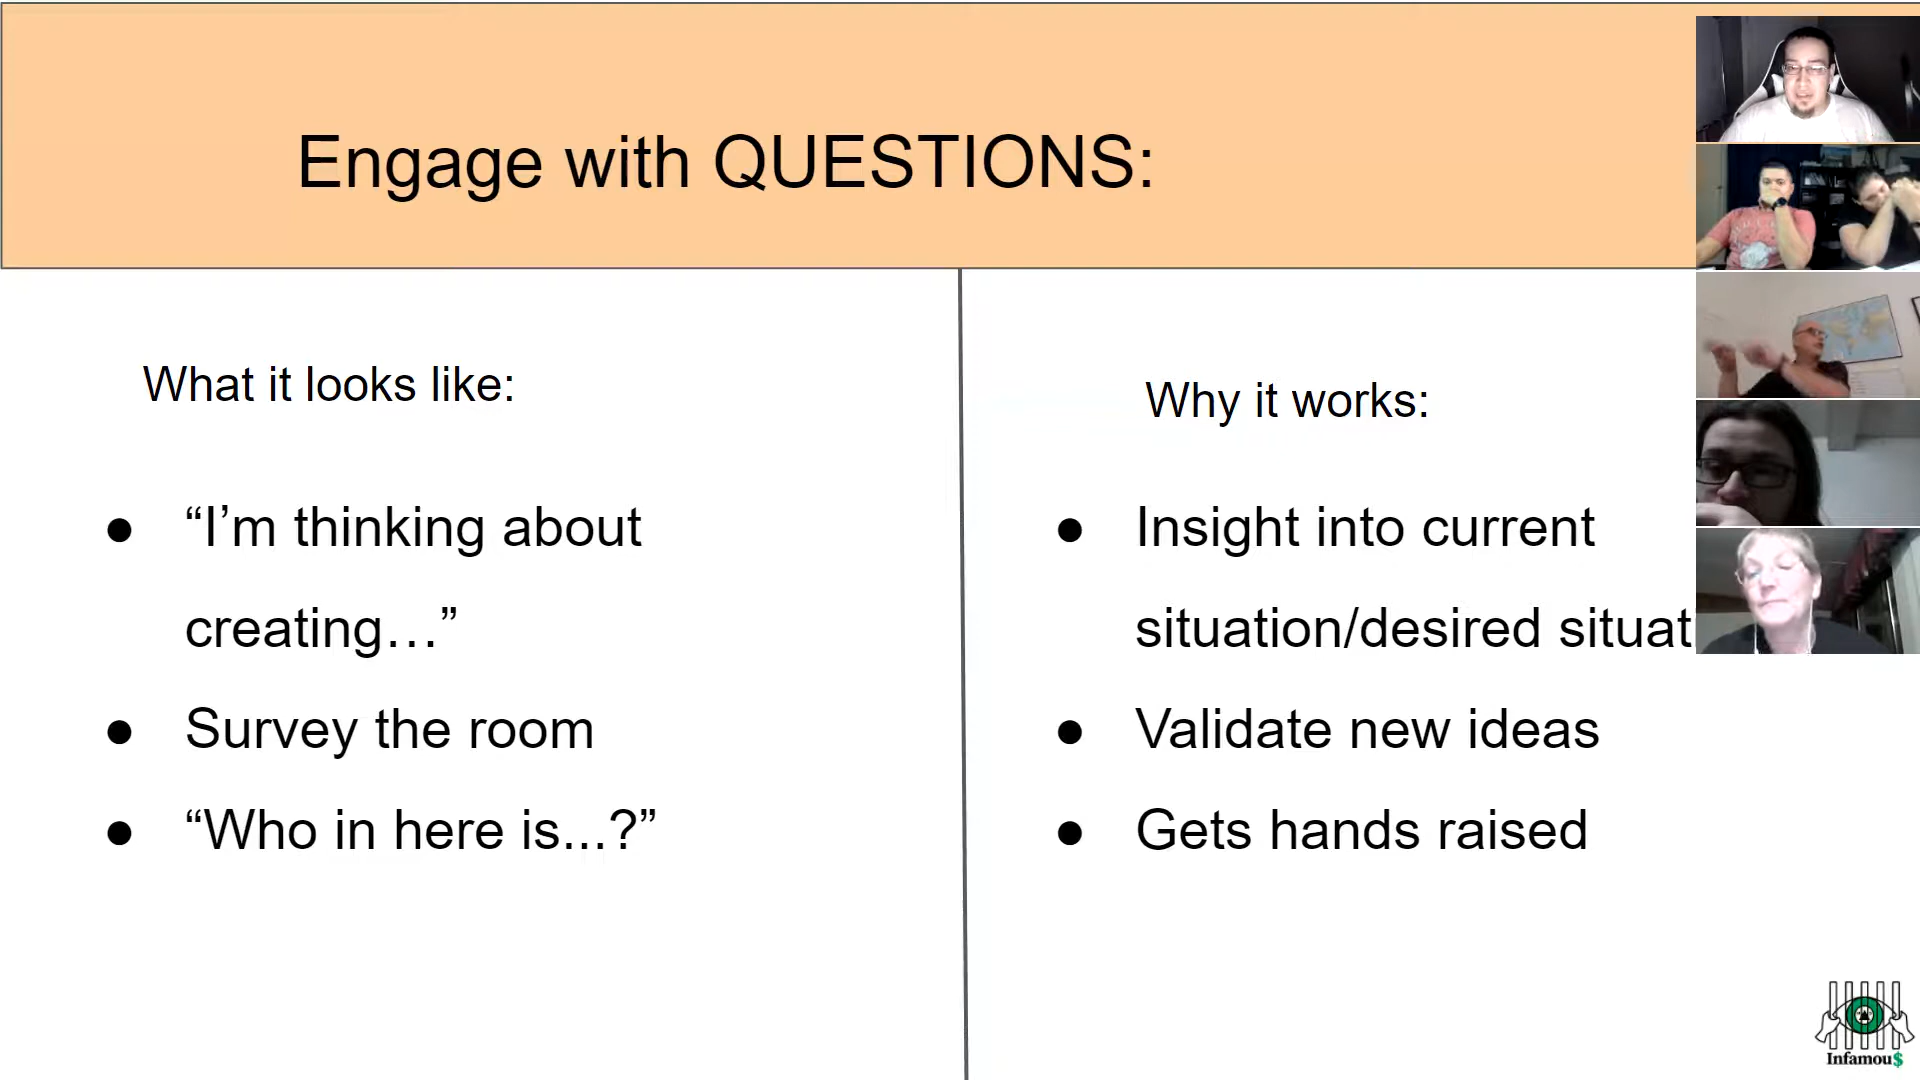 Engage with QUESTIONS:
What it looks like:
● “I’m thinking about
creating…”
● Survey the room
● “Who in here is...?”
Why it works:
● Insight into current
situation/desired situat
● Validate new ideas
● Gets hands raised
Infamou$